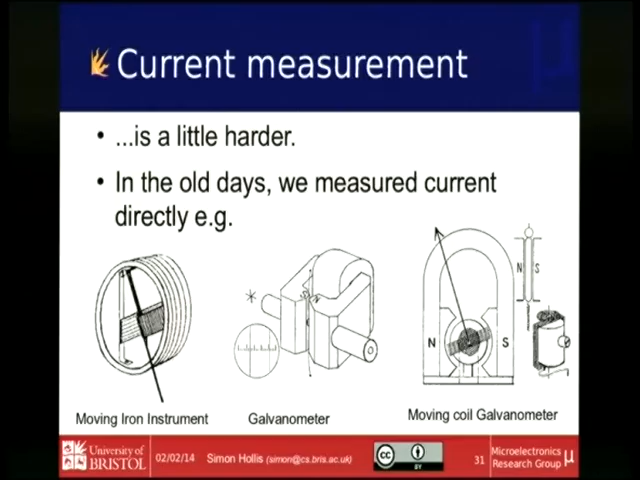 Current measurement
• ...is a little harder.
• In the old days, we measured current
directly e.g.
N S
N S
Moving Iron Instrument
Galvanometer
Moving coil Galvanometer
University of
BRISTOL
02/02/14
Simon Hollis (simon@cs.bris.ac.uk)
cc
BY
31
Microelectronics
Research Group
μ